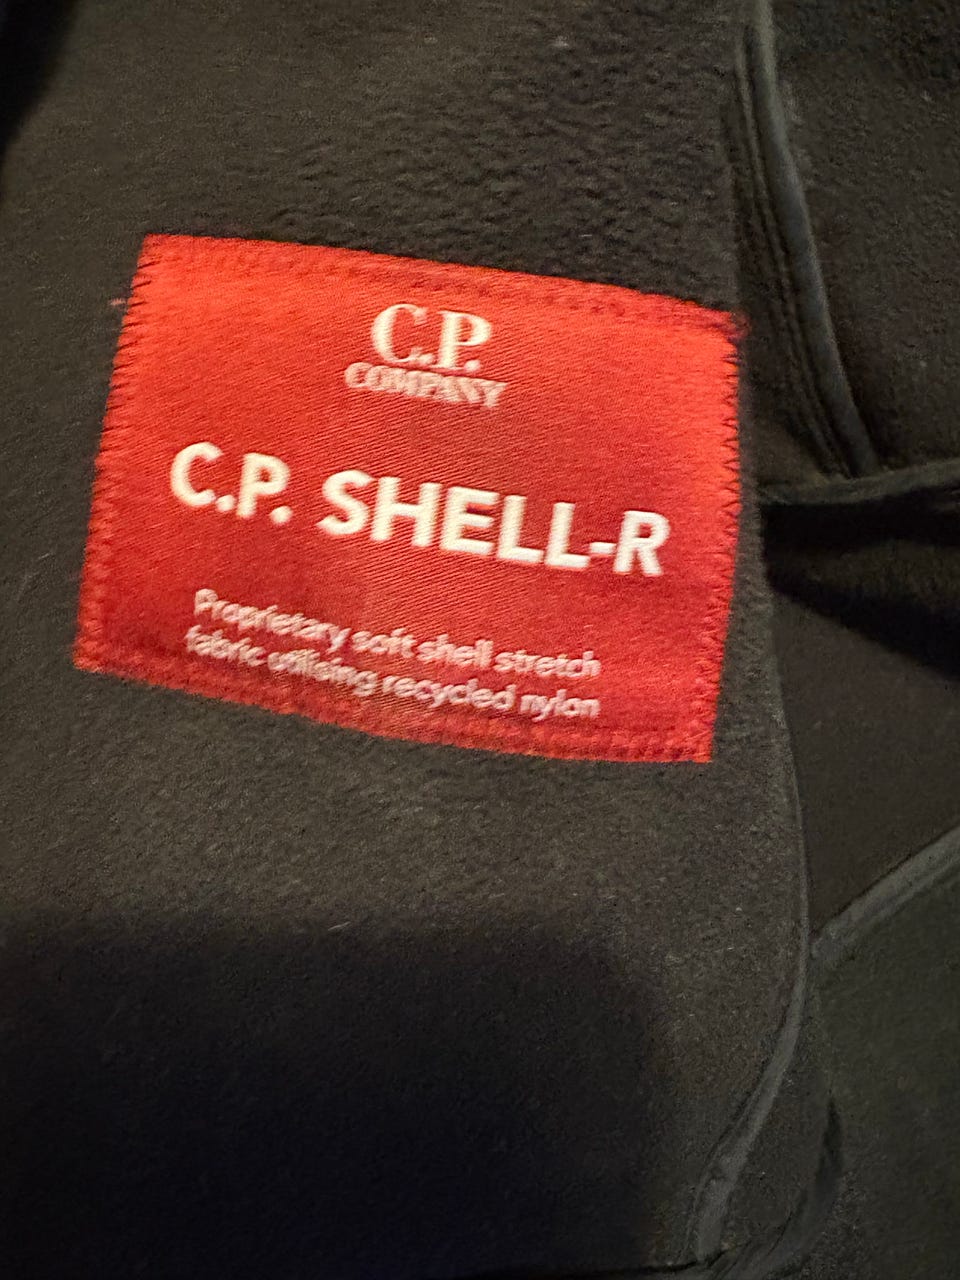 C.P.
COMPANY
C.P. SHELL-R
Proprietary soft shell stretch
fabric utilising recycled nylon